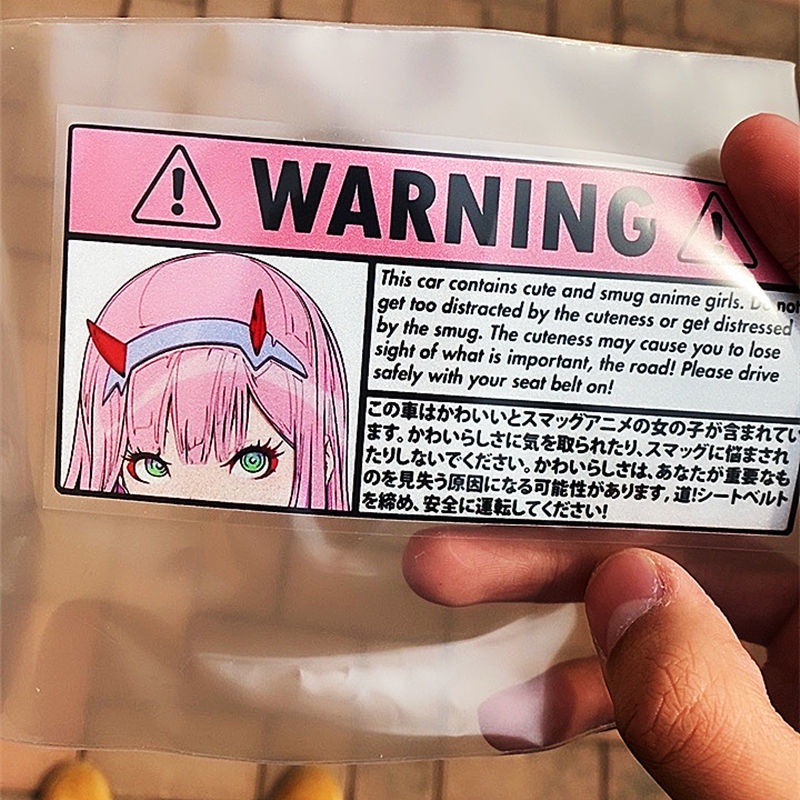 WARNING
This car contains cute and smug anime girls. Do not
get too distracted by the cuteness or get distressed
by the smug. The cuteness may cause you to lose
sight of what is important, the road! Please drive
safely with your seat belt on!
この車はかわいいとスマッグアニメの女の子が含まれてい
ます。かわいらしさに気を取られたり、スマッグに悩まされ
たりしないでください。かわいらしさは、あなたが重要なも
のを見失う原因になる可能性があります, 道!シートベルト
を締め、安全に運転してください!